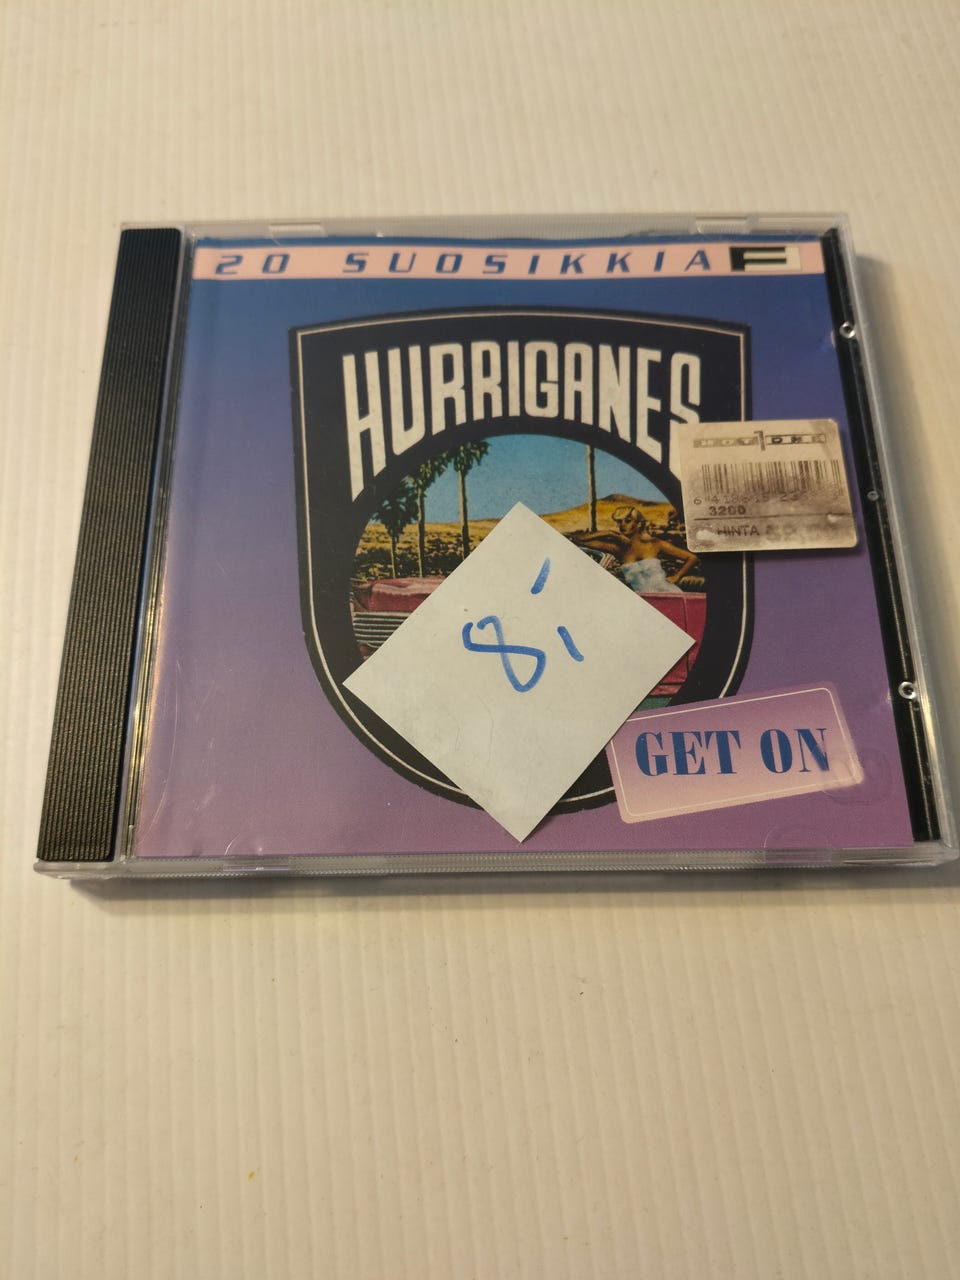 20 SUOSIKKIA F
HURRIGANES
3200
HINTA
8,-
GET ON